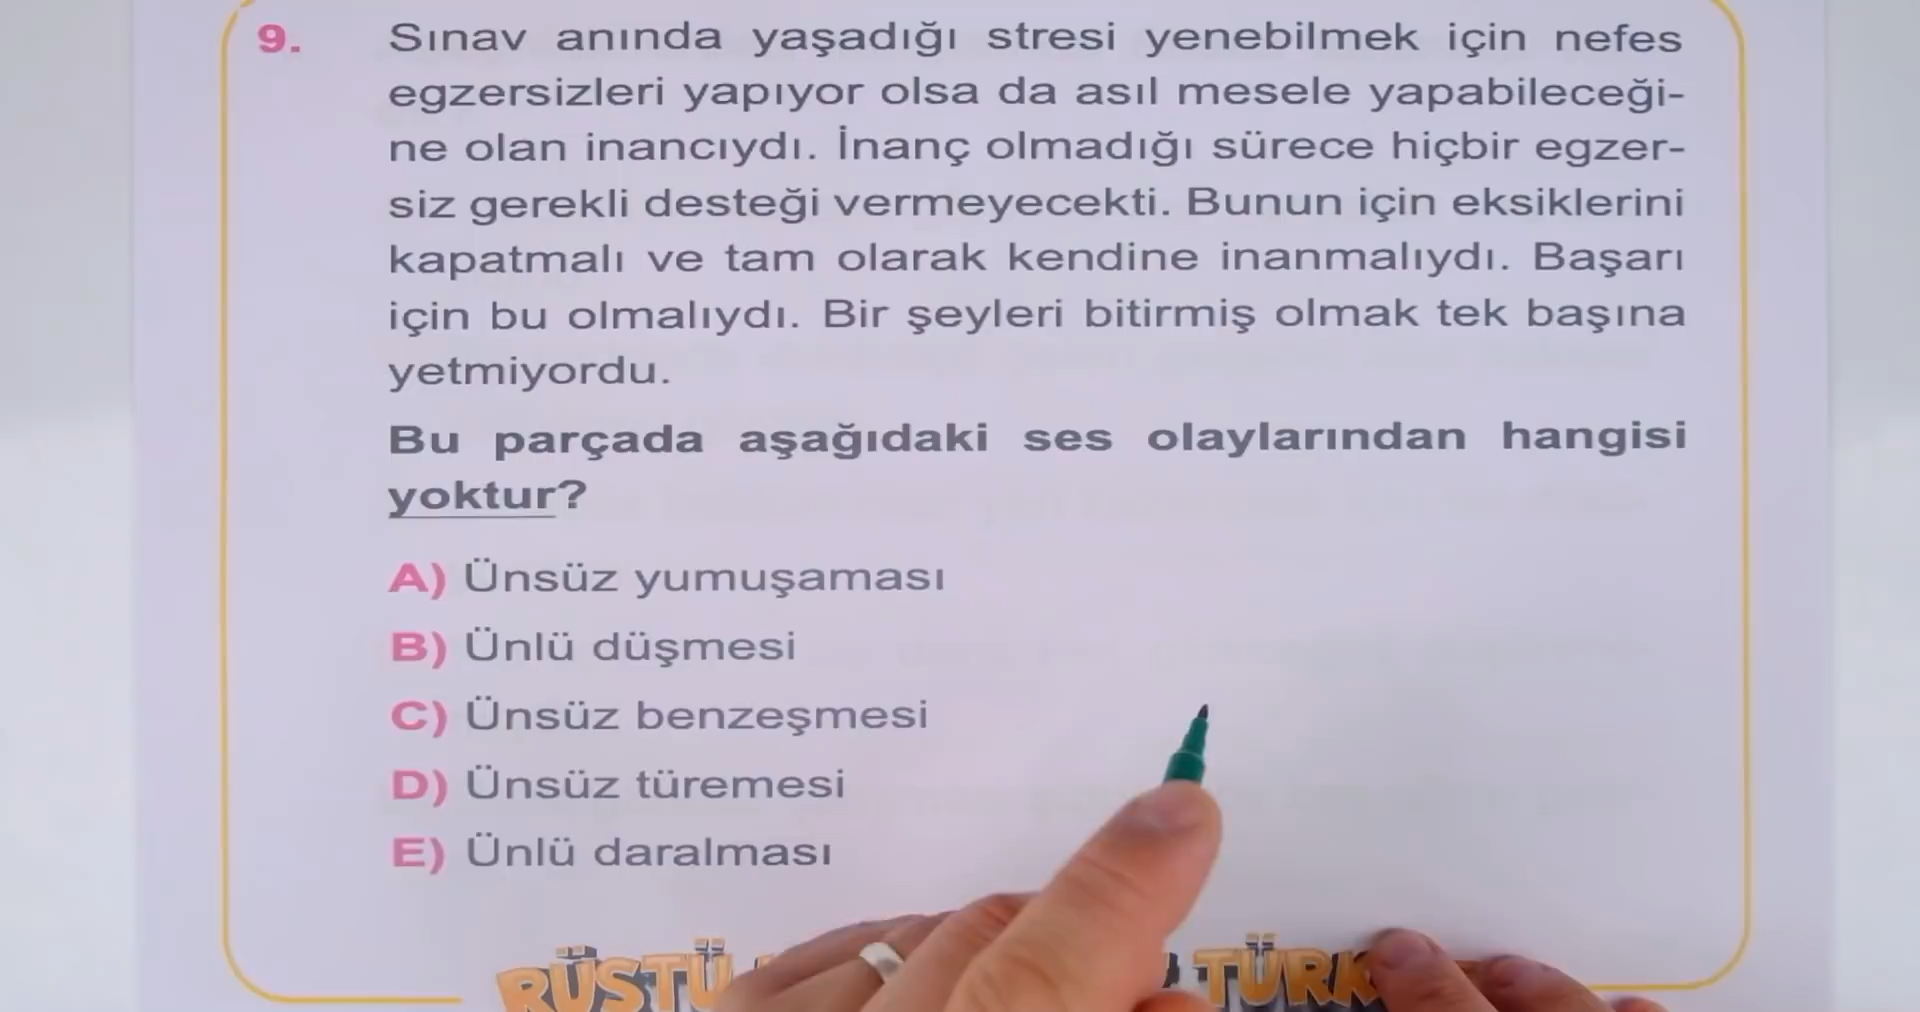 9. Sınav anında yaşadığı stresi yenebilmek için nefes
egzersizleri yapıyor olsa da asıl mesele yapabileceği-
ne olan inancıydı. İnanç olmadığı sürece hiçbir egzer-
siz gerekli desteği vermeyecekti. Bunun için eksiklerini
kapatmalı ve tam olarak kendine inanmalıydı. Başarı
için bu olmalıydı. Bir şeyleri bitirmiş olmak tek başına
yetmiyordu.
Bu parçada aşağıdaki ses olaylarından hangisi
yoktur?
A) Ünsüz yumuşaması
B) Ünlü düşmesi
C) Ünsüz benzeşmesi
D) Ünsüz türemesi
E) Ünlü daralması
RÜSTÜ TÜRK